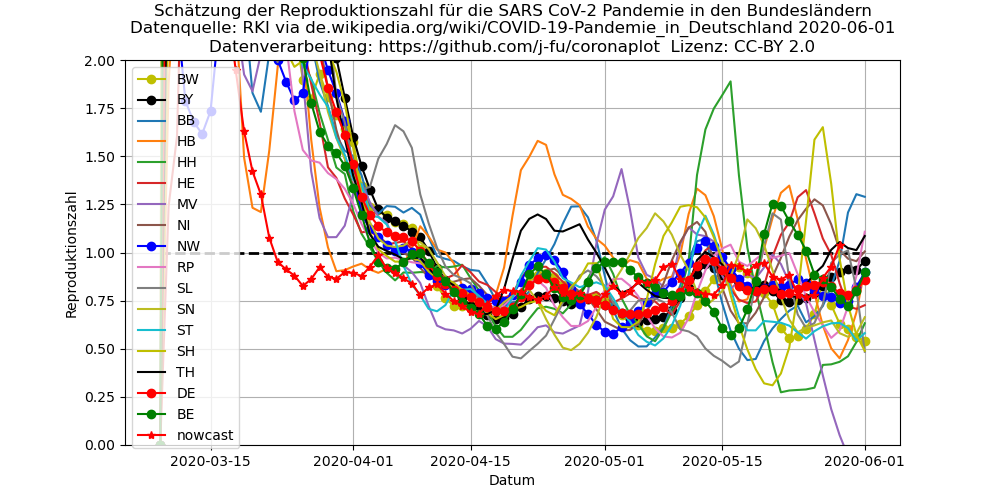 Schätzung der Reproduktionszahl für die SARS CoV-2 Pandemie in den Bundesländern
Datenquelle: RKI via de.wikipedia.org/wiki/COVID-19-Pandemie_in_Deutschland 2020-06-01
Datenverarbeitung: https://github.com/j-fu/coronaplot  Lizenz: CC-BY 2.0
2.00
1.75
1.50
1.25
1.00
0.75
0.50
0.25
0.00
Reproduktionszahl
BW
BY
BB
HB
HH
HE
MV
NI
NW
RP
SL
SN
ST
SH
TH
DE
BE
nowcast
2020-03-15
2020-04-01
2020-04-15
2020-05-01
2020-05-15
2020-06-01
Datum